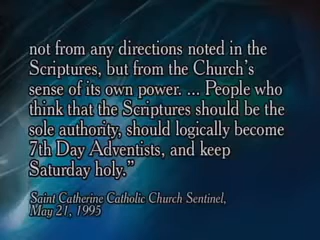 not from any directions noted in the
Scriptures, but from the Church's
sense of its own power. ... People who
think that the Scriptures should be the
sole authority, should logically become
7th Day Adventists, and keep
Saturday holy."
Saint Catherine Catholic Church Sentinel,
May 21, 1995